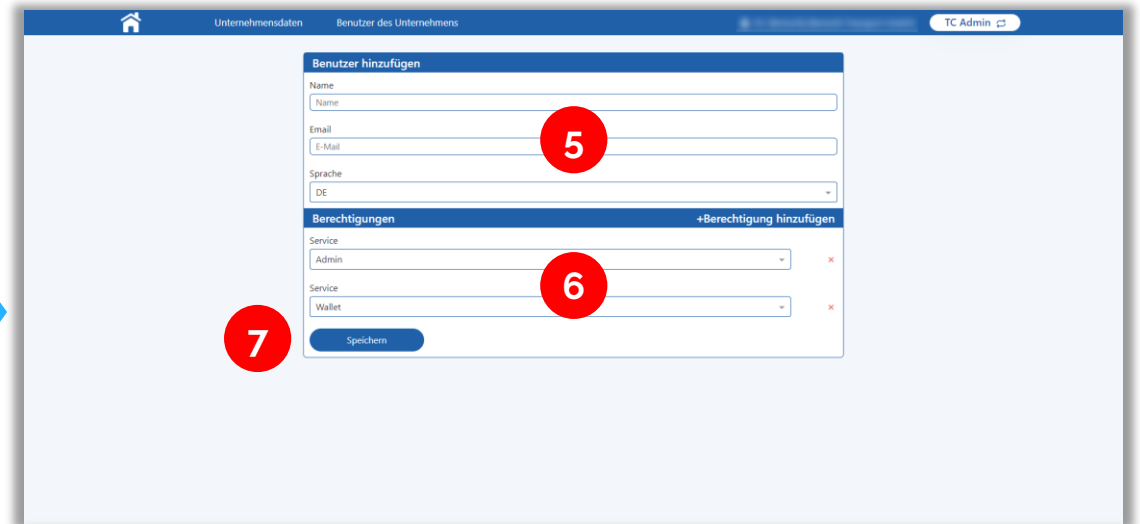 Unternehmensdaten Benutzer des Unternehmens TC Admin
Benutzer hinzufügen
Name
Name
Email
E-Mail
5
Sprache
DE
Berechtigungen +Berechtigung hinzufügen
Service
Admin ×
6
Service
Wallet ×
7 Speichern